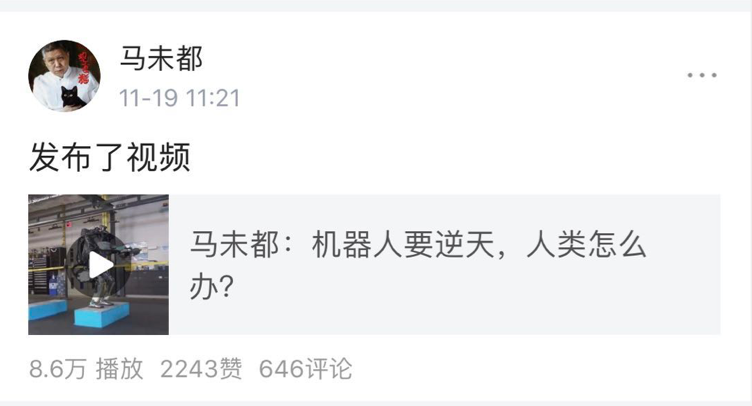 马未都
11-19 11:21
发布了视频
马未都：机器人要逆天，人类怎么
办？
8.6万 播放 2243赞 646评论